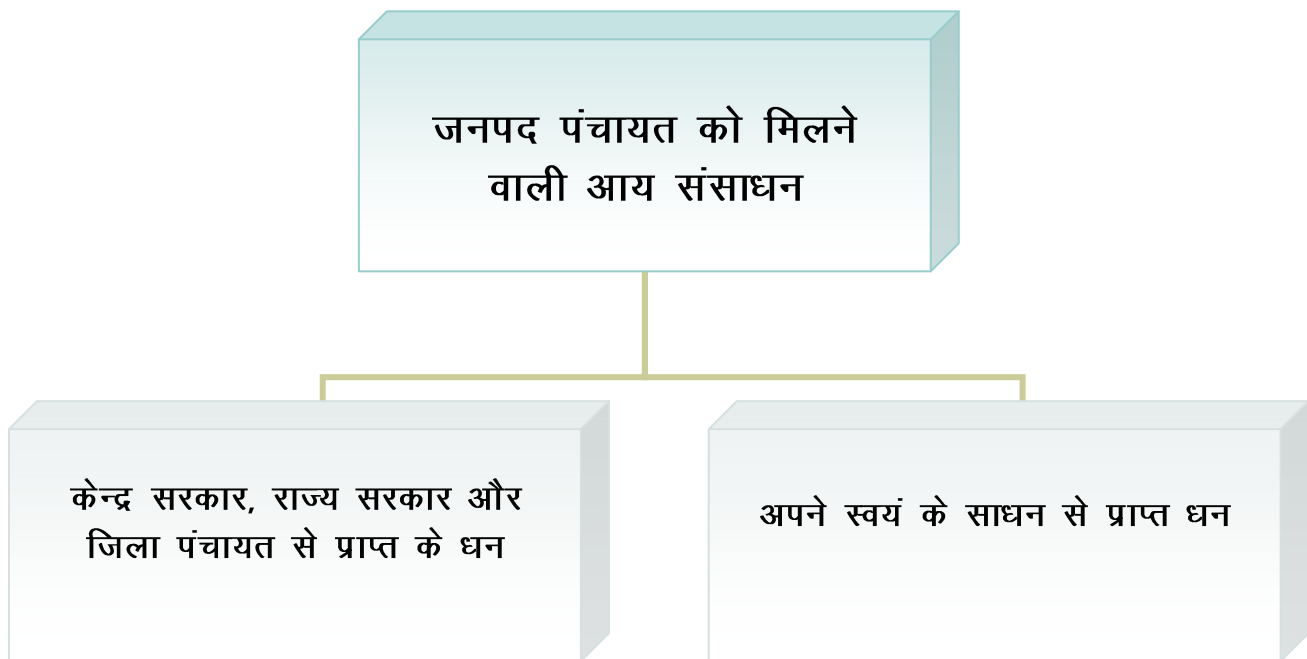 जनपद पंचायत को मिलने
वाली आय संसाधन
केन्द्र सरकार, राज्य सरकार और
जिला पंचायत से प्राप्त के धन
अपने स्वयं के साधन से प्राप्त धन